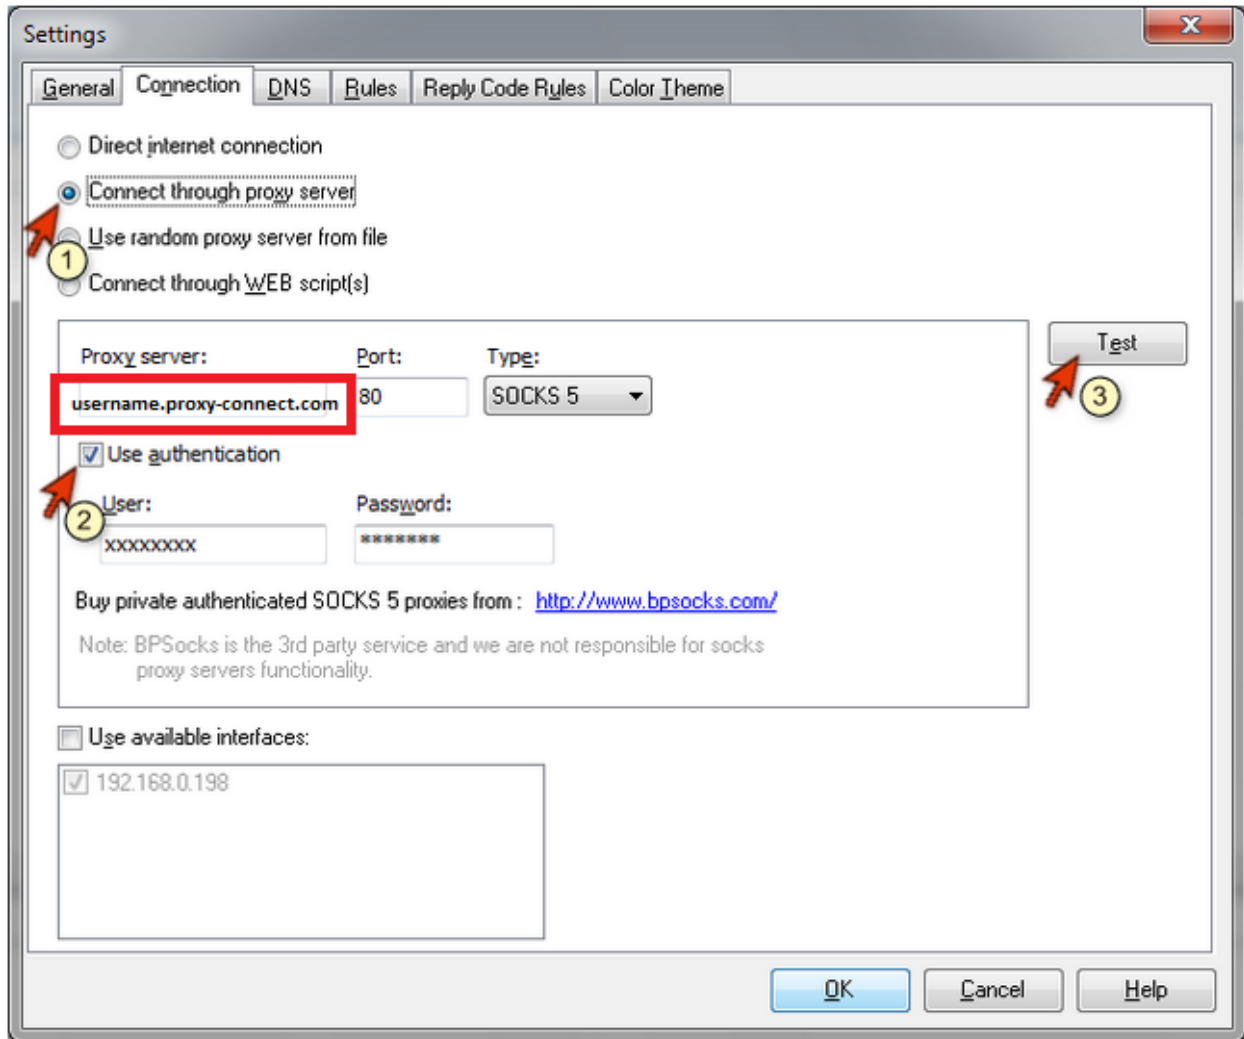 Settings
General Connection DNS Rules Reply Code Rules Color Theme
Direct internet connection
Connect through proxy server
Use random proxy server from file
1
Connect through WEB script(s)
Proxy server: Port: Type:
Test
username.proxy-connect.com 80 SOCKS 5
3
Use authentication
User: Password:
2
xxxxxxxx *******
Buy private authenticated SOCKS 5 proxies from : http://www.bpsocks.com/
Note: BPSocks is the 3rd party service and we are not responsible for socks
proxy servers functionality.
Use available interfaces:
192.168.0.198
OK Cancel Help